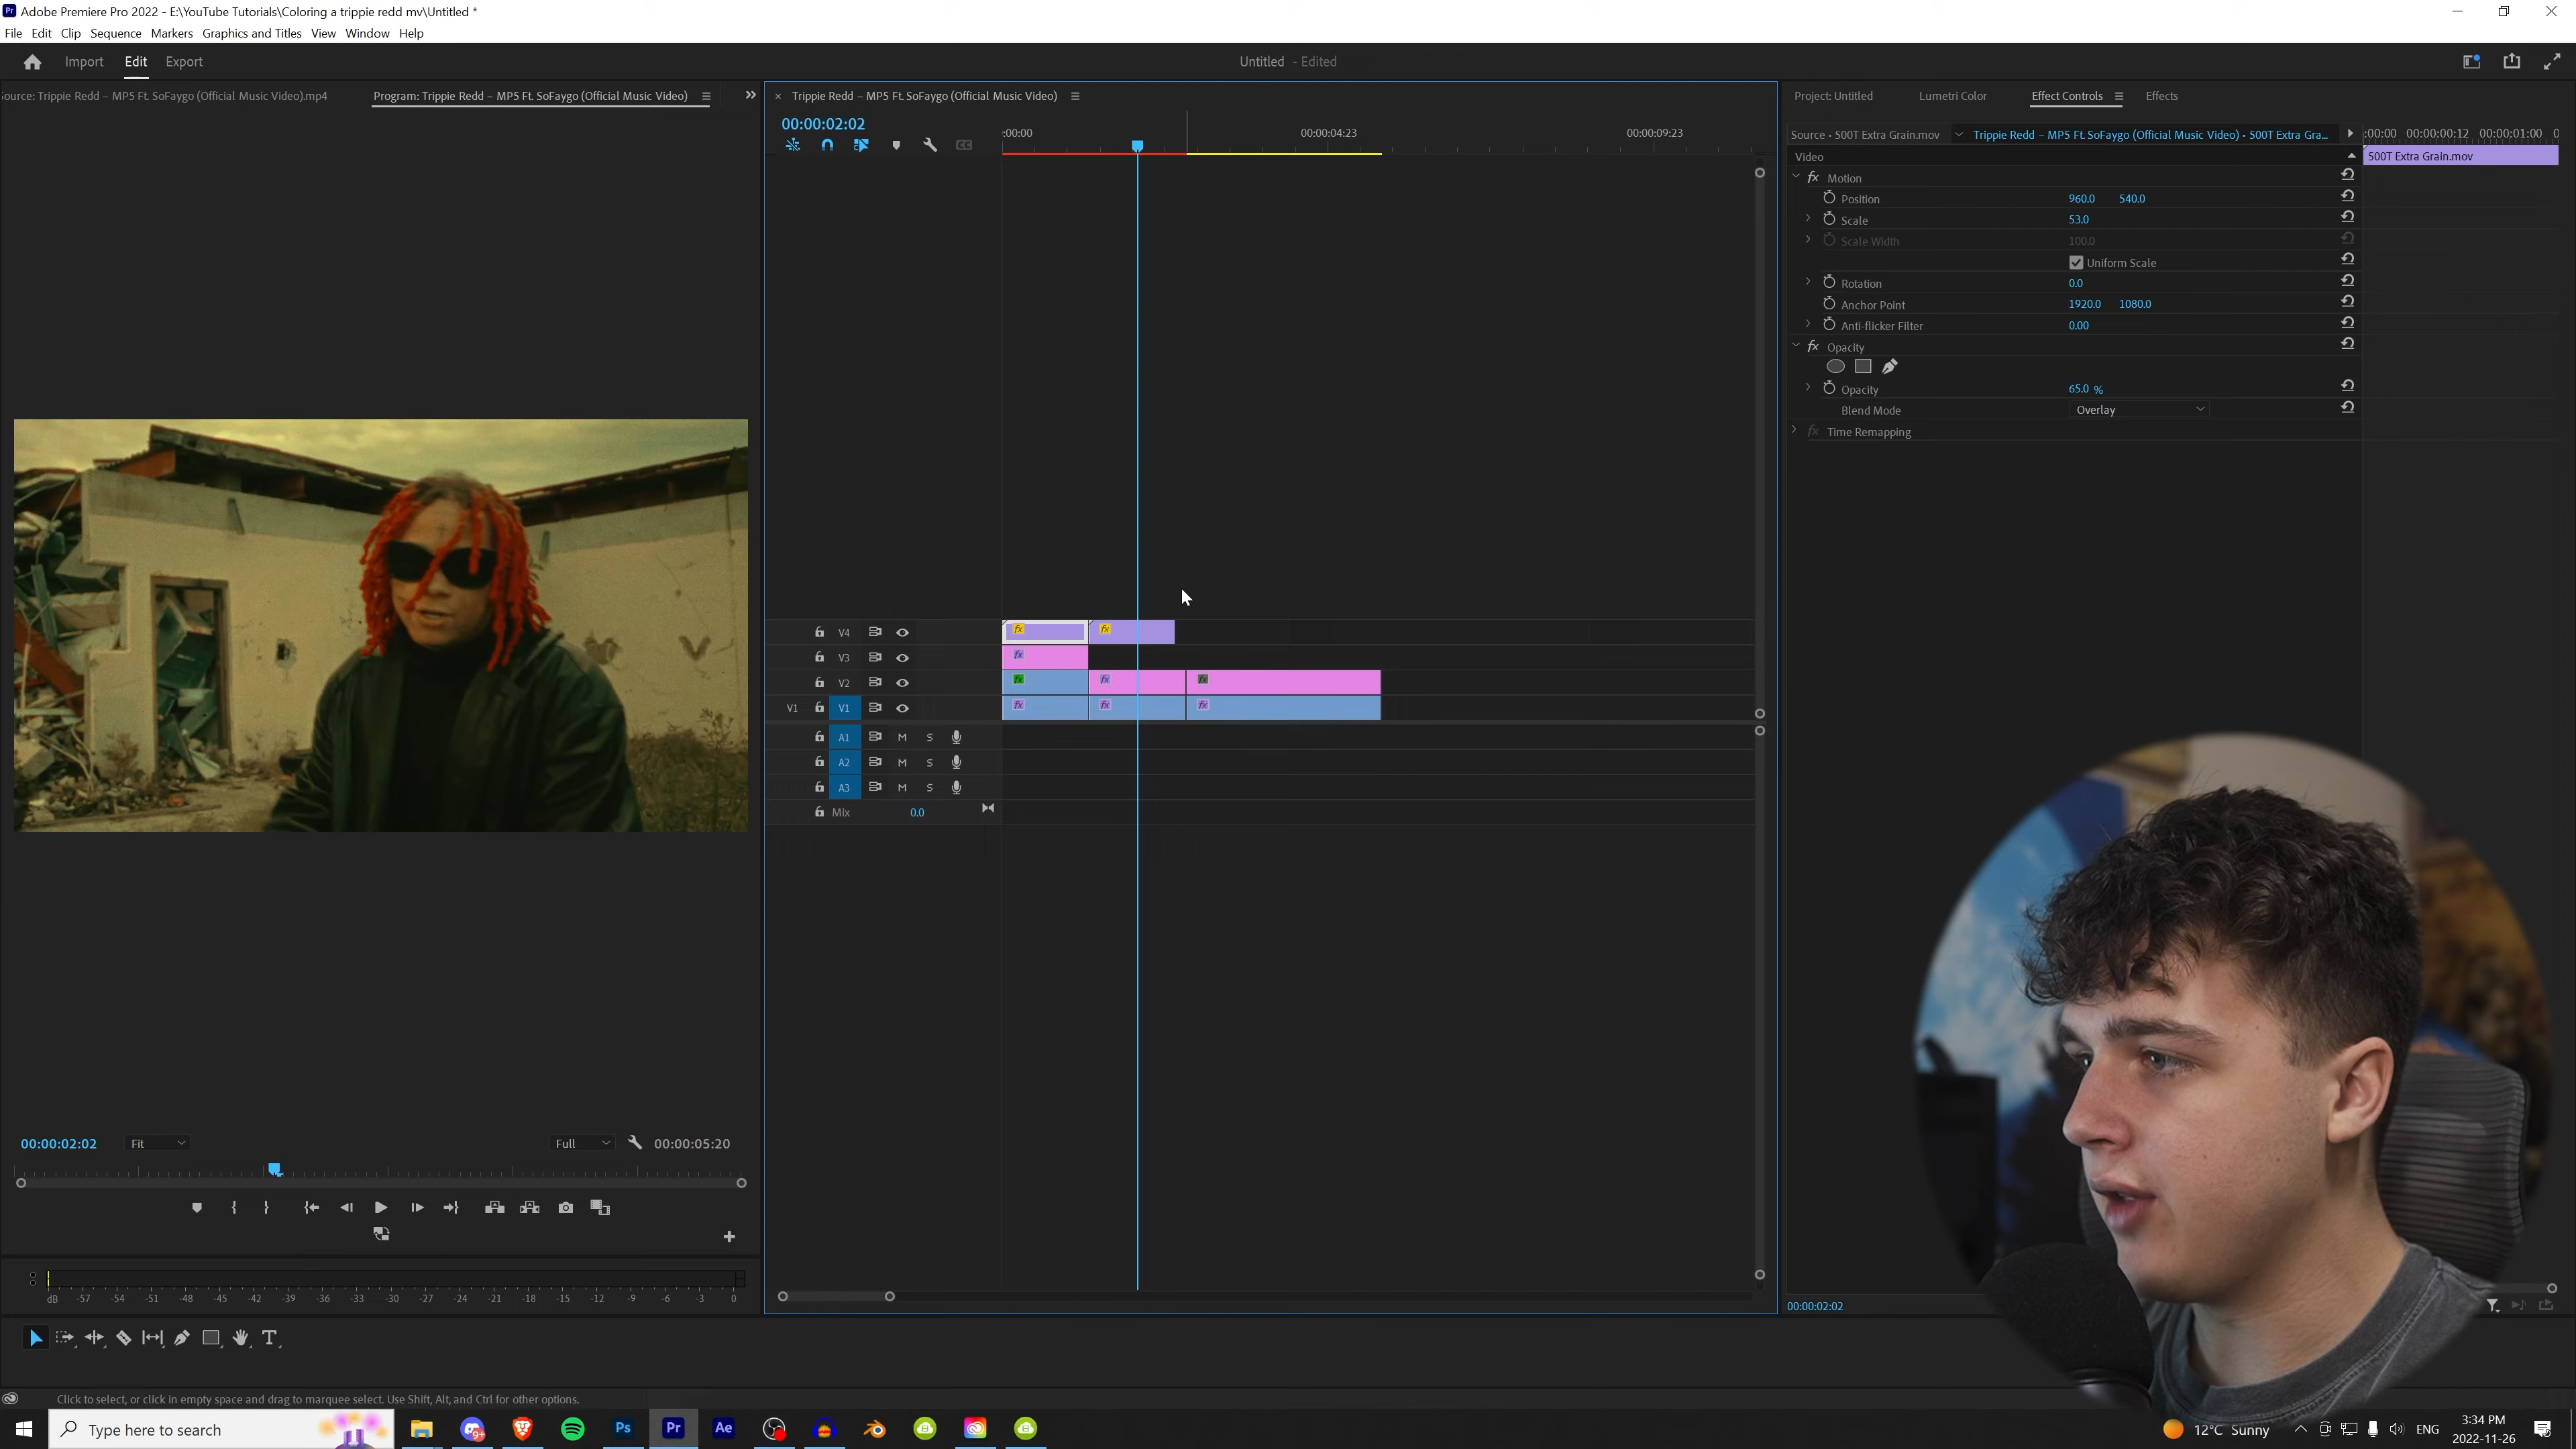 Pr Adobe Premiere Pro 2022 - E:\YouTube Tutorials\Coloring a trippie redd mv\Untitled *
File Edit Clip Sequence Markers Graphics and Titles View Window Help
Import Edit Export
Untitled - Edited
ource: Trippie Redd – MP5 Ft. SoFaygo (Official Music Video).mp4
Program: Trippie Redd – MP5 Ft. SoFaygo (Official Music Video)
Trippie Redd – MP5 Ft. SoFaygo (Official Music Video)
00:00:02:02
:00:00
00:00:04:23
00:00:09:23
V4
V3
V2
V1 V1
A1 M S
A2 M S
A3 M S
Mix 0.0
Project: Untitled Lumetri Color Effect Controls Effects
Source • 500T Extra Grain.mov
Trippie Redd – MP5 Ft. SoFaygo (Official Music Video) • 500T Extra Gra...
:00:00 00:00:00:12 00:00:01:00 0
Video
500T Extra Grain.mov
fx Motion
Position 960.0 540.0
Scale 53.0
Scale Width 100.0
Uniform Scale
Rotation 0.0
Anchor Point 1920.0 1080.0
Anti-flicker Filter 0.00
fx Opacity
Opacity 65.0 %
Blend Mode Overlay
fx Time Remapping
00:00:02:02
00:00:02:02 Fit Full 00:00:05:20
dB -57 -54 -51 -48 -45 -42 -39 -36 -33 -30 -27 -24 -21 -18 -15 -12 -9 -6 -3 0
Click to select, or click in empty space and drag to marquee select. Use Shift, Alt, and Ctrl for other options.
Type here to search
9+
Ps
Pr
Ae
12°C Sunny
ENG
3:34 PM
2022-11-26